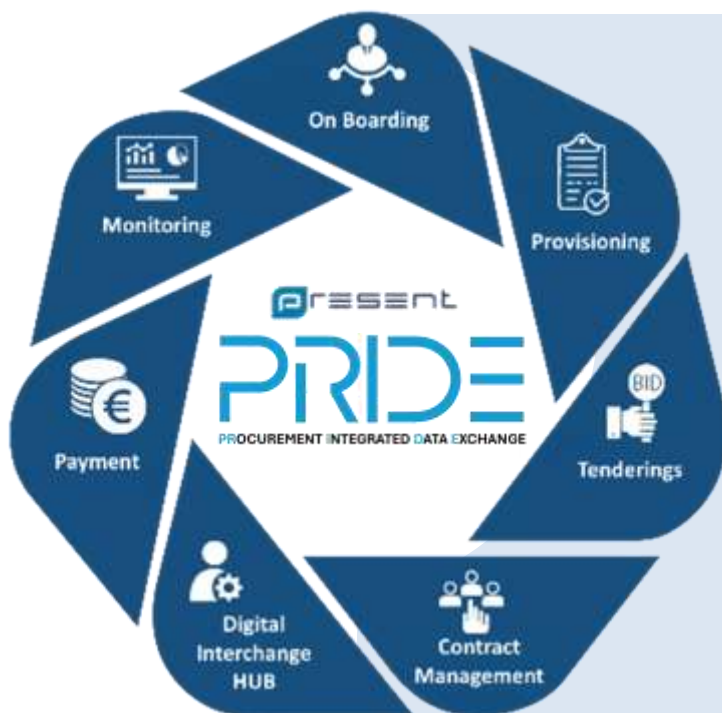 On Boarding
Provisioning
BID
Tenderings
Contract
Management
Digital
Interchange
HUB
€
Payment
Monitoring
present
PRIDE
PROCUREMENT INTEGRATED DATA EXCHANGE